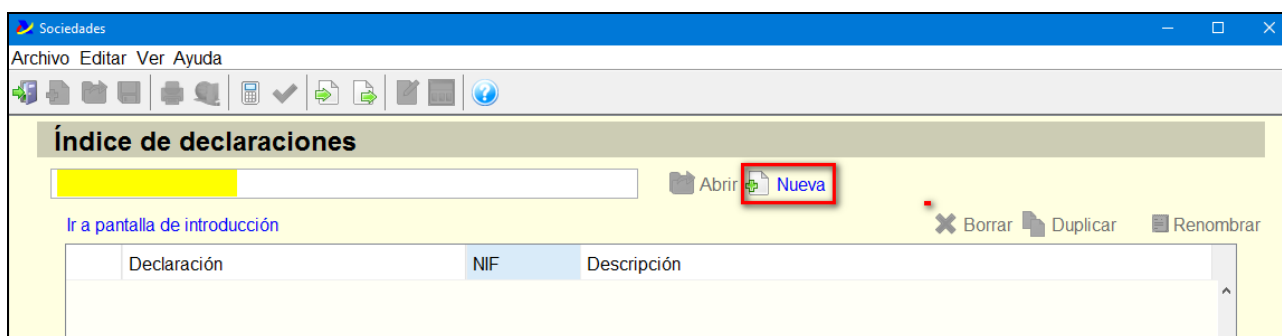 Sociedades
Archivo Editar Ver Ayuda
Índice de declaraciones
Abrir Nueva
Ir a pantalla de introducción Borrar Duplicar Renombrar
Declaración NIF Descripción